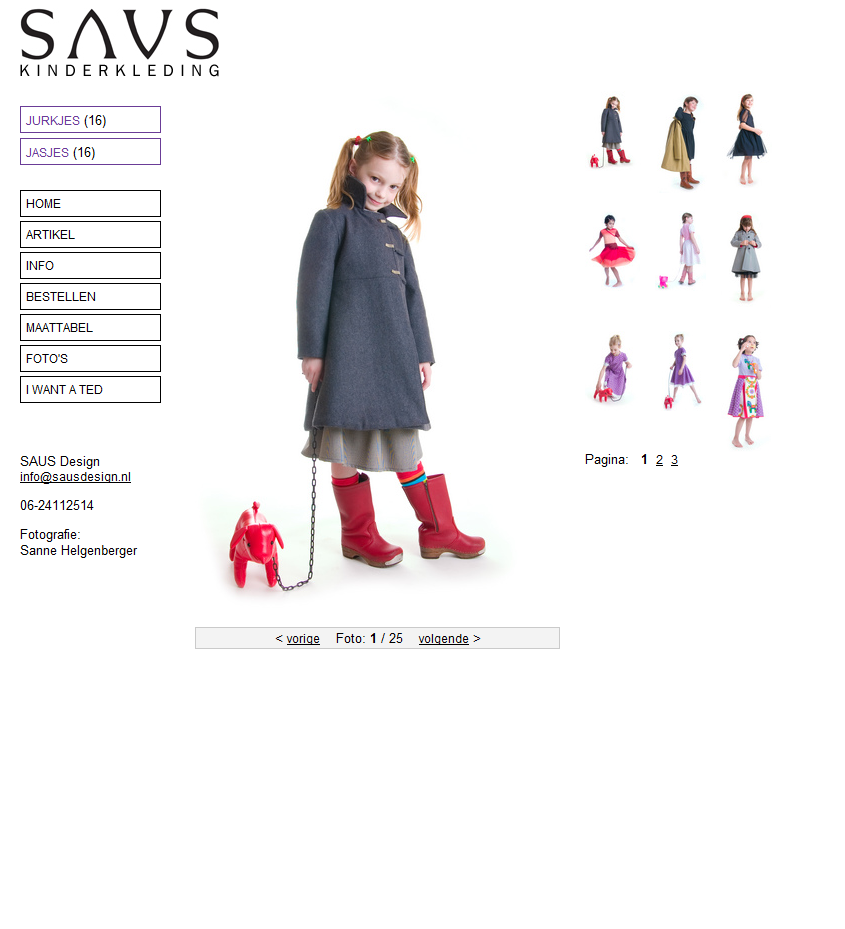 SAUS
KINDERKLEDING
JURKJES (16)
JASJES (16)
HOME
ARTIKEL
INFO
BESTELLEN
MAATTABEL
FOTO'S
I WANT A TED
SAUS Design
info@sausdesign.nl
06-24112514
Fotografie:
Sanne Helgenberger
< vorige Foto: 1 / 25 volgende >
Pagina: 1 2 3